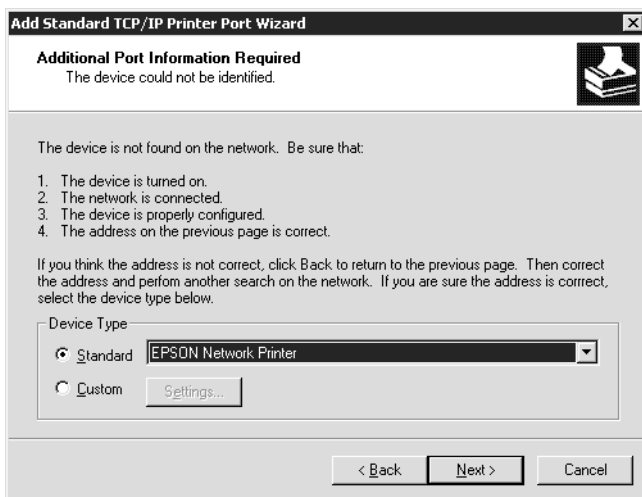 Add Standard TCP/IP Printer Port Wizard
Additional Port Information Required
The device could not be identified.
The device is not found on the network. Be sure that:
1. The device is turned on.
2. The network is connected.
3. The device is properly configured.
4. The address on the previous page is correct.
If you think the address is not correct, click Back to return to the previous page. Then correct
the address and perfom another search on the network. If you are sure the address is corrrect,
select the device type below.
Device Type
Standard EPSON Network Printer
Custom Settings...
< Back Next > Cancel